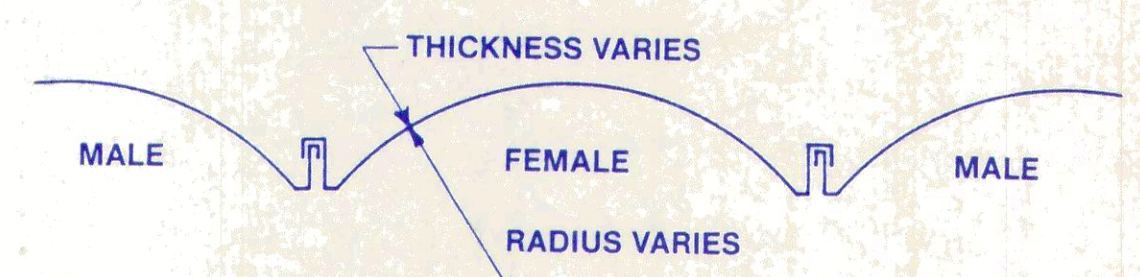 THICKNESS VARIES
MALE
FEMALE
MALE
RADIUS VARIES